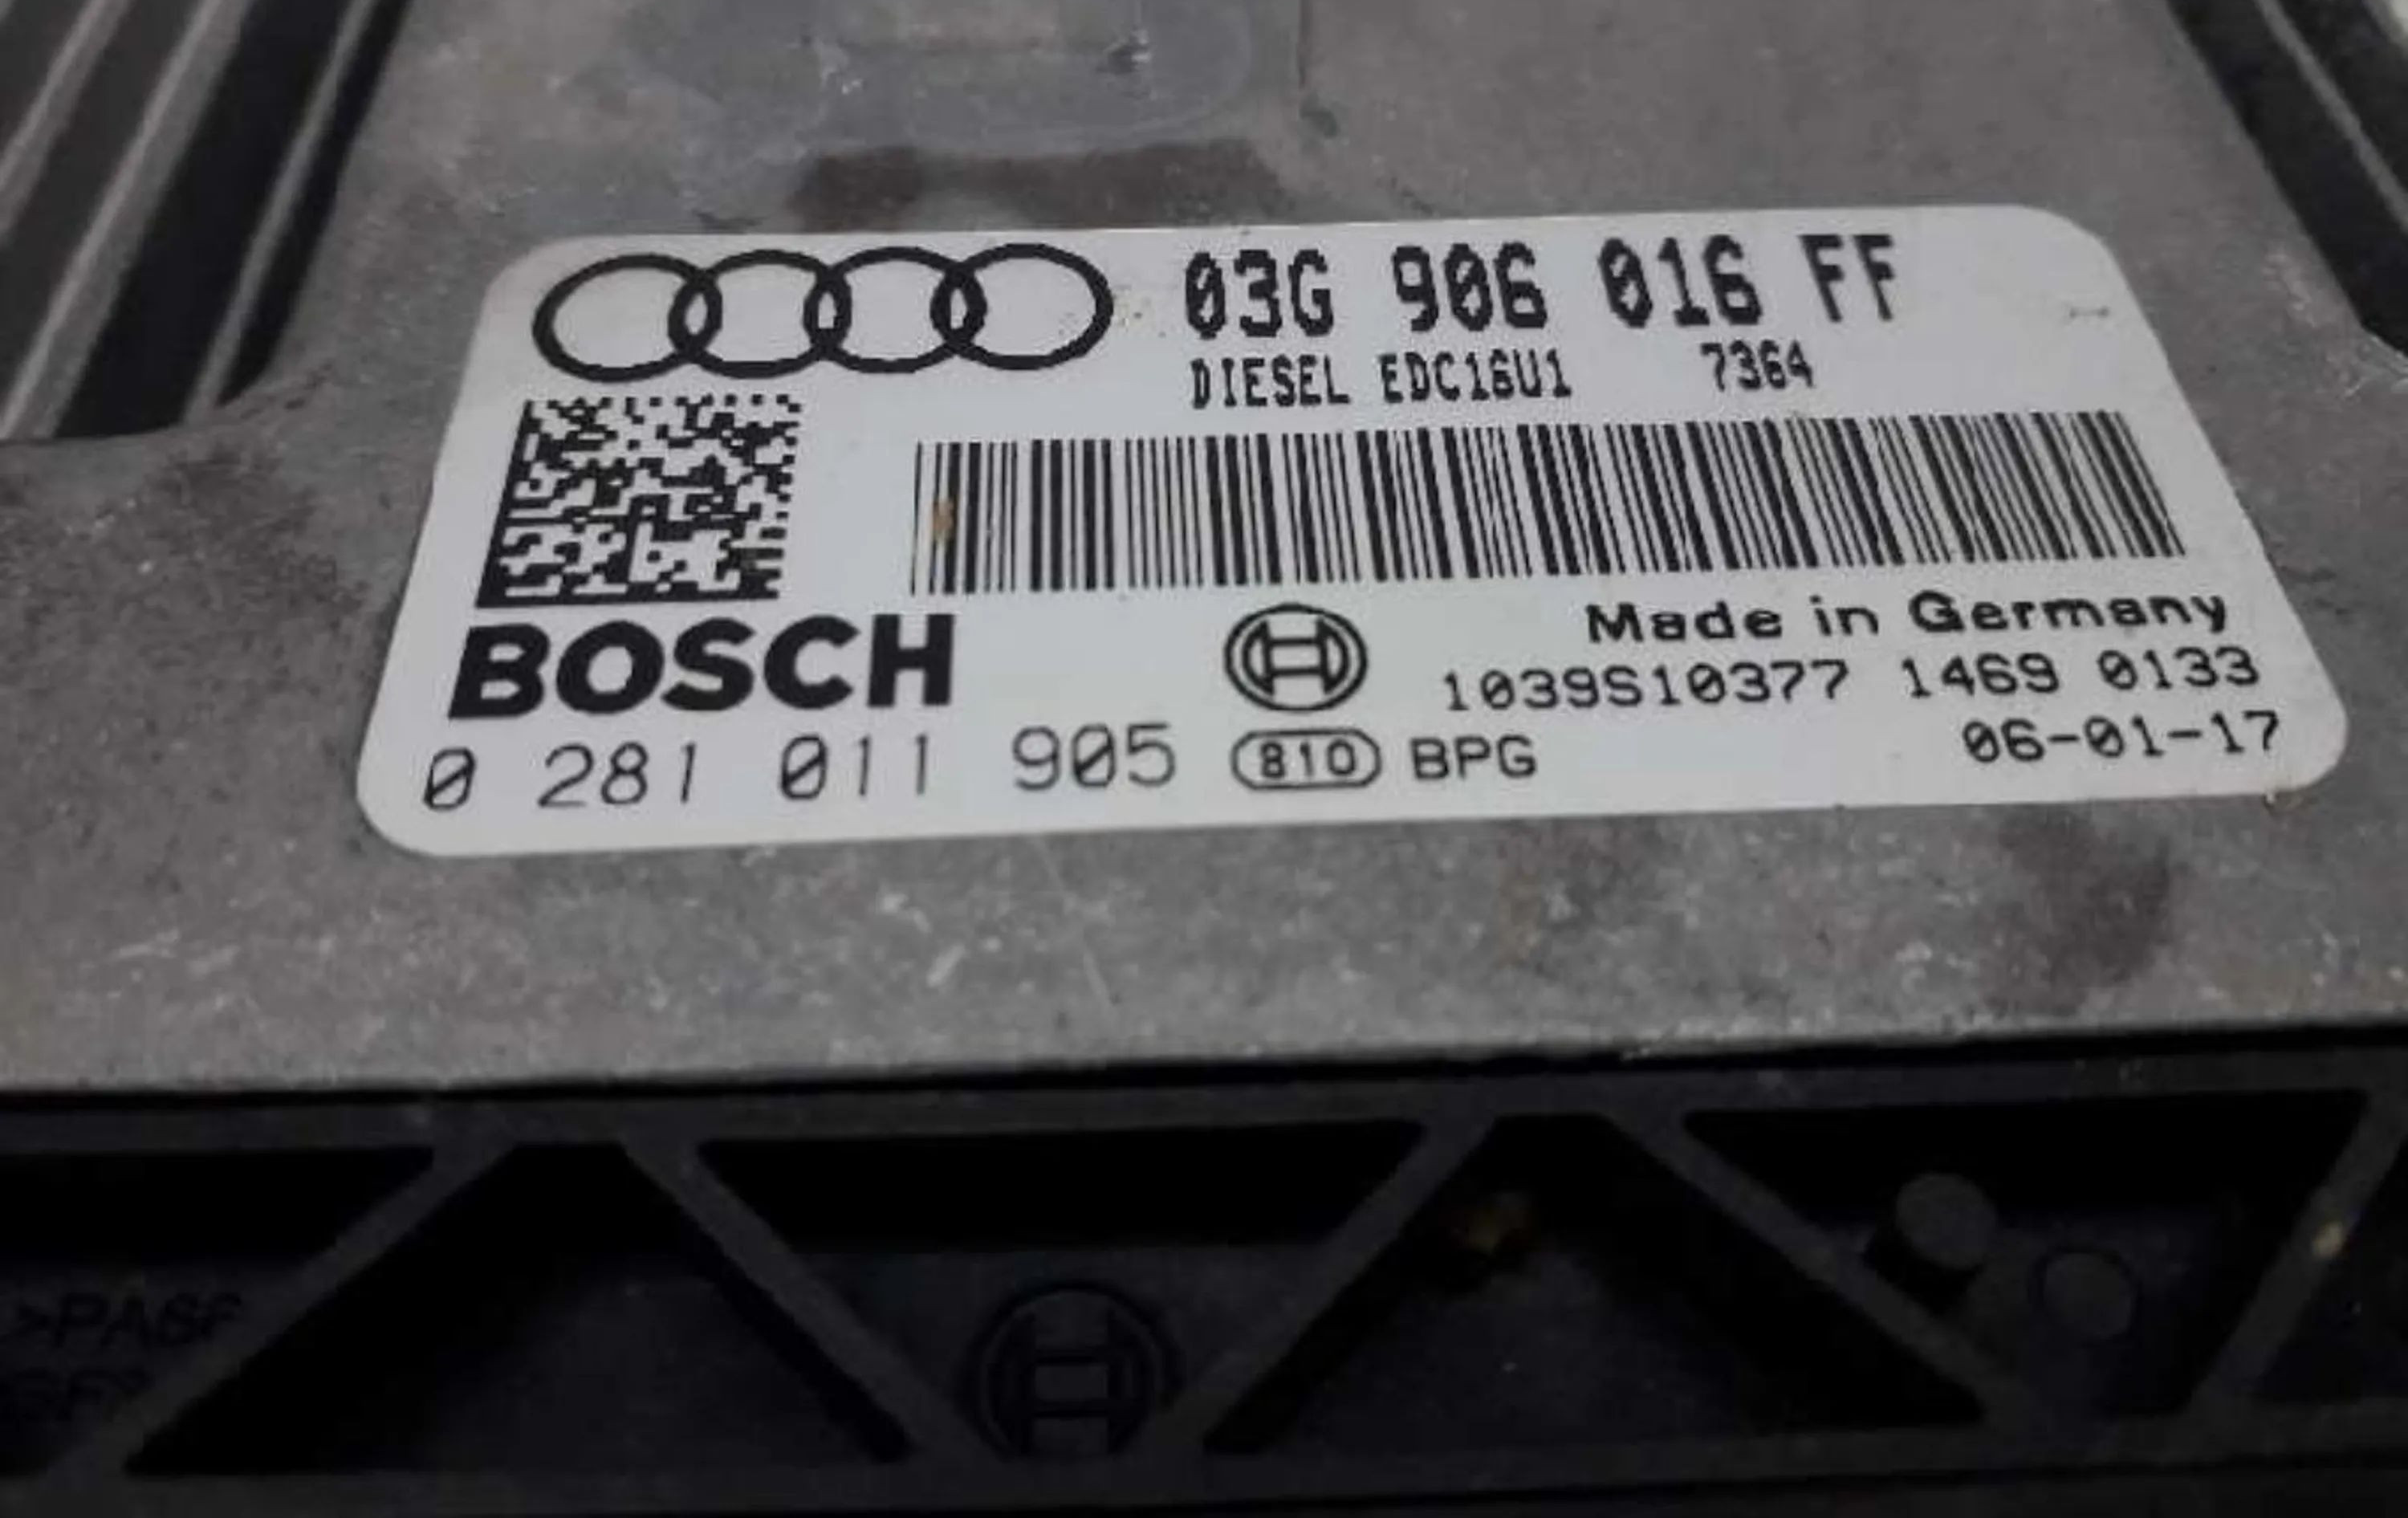 03G 906 016 FF
DIESEL EDC16U1 7364
BOSCH
Made in Germany
1039S10377 1469 0133
0 281 011 905 810 BPG 06-01-17